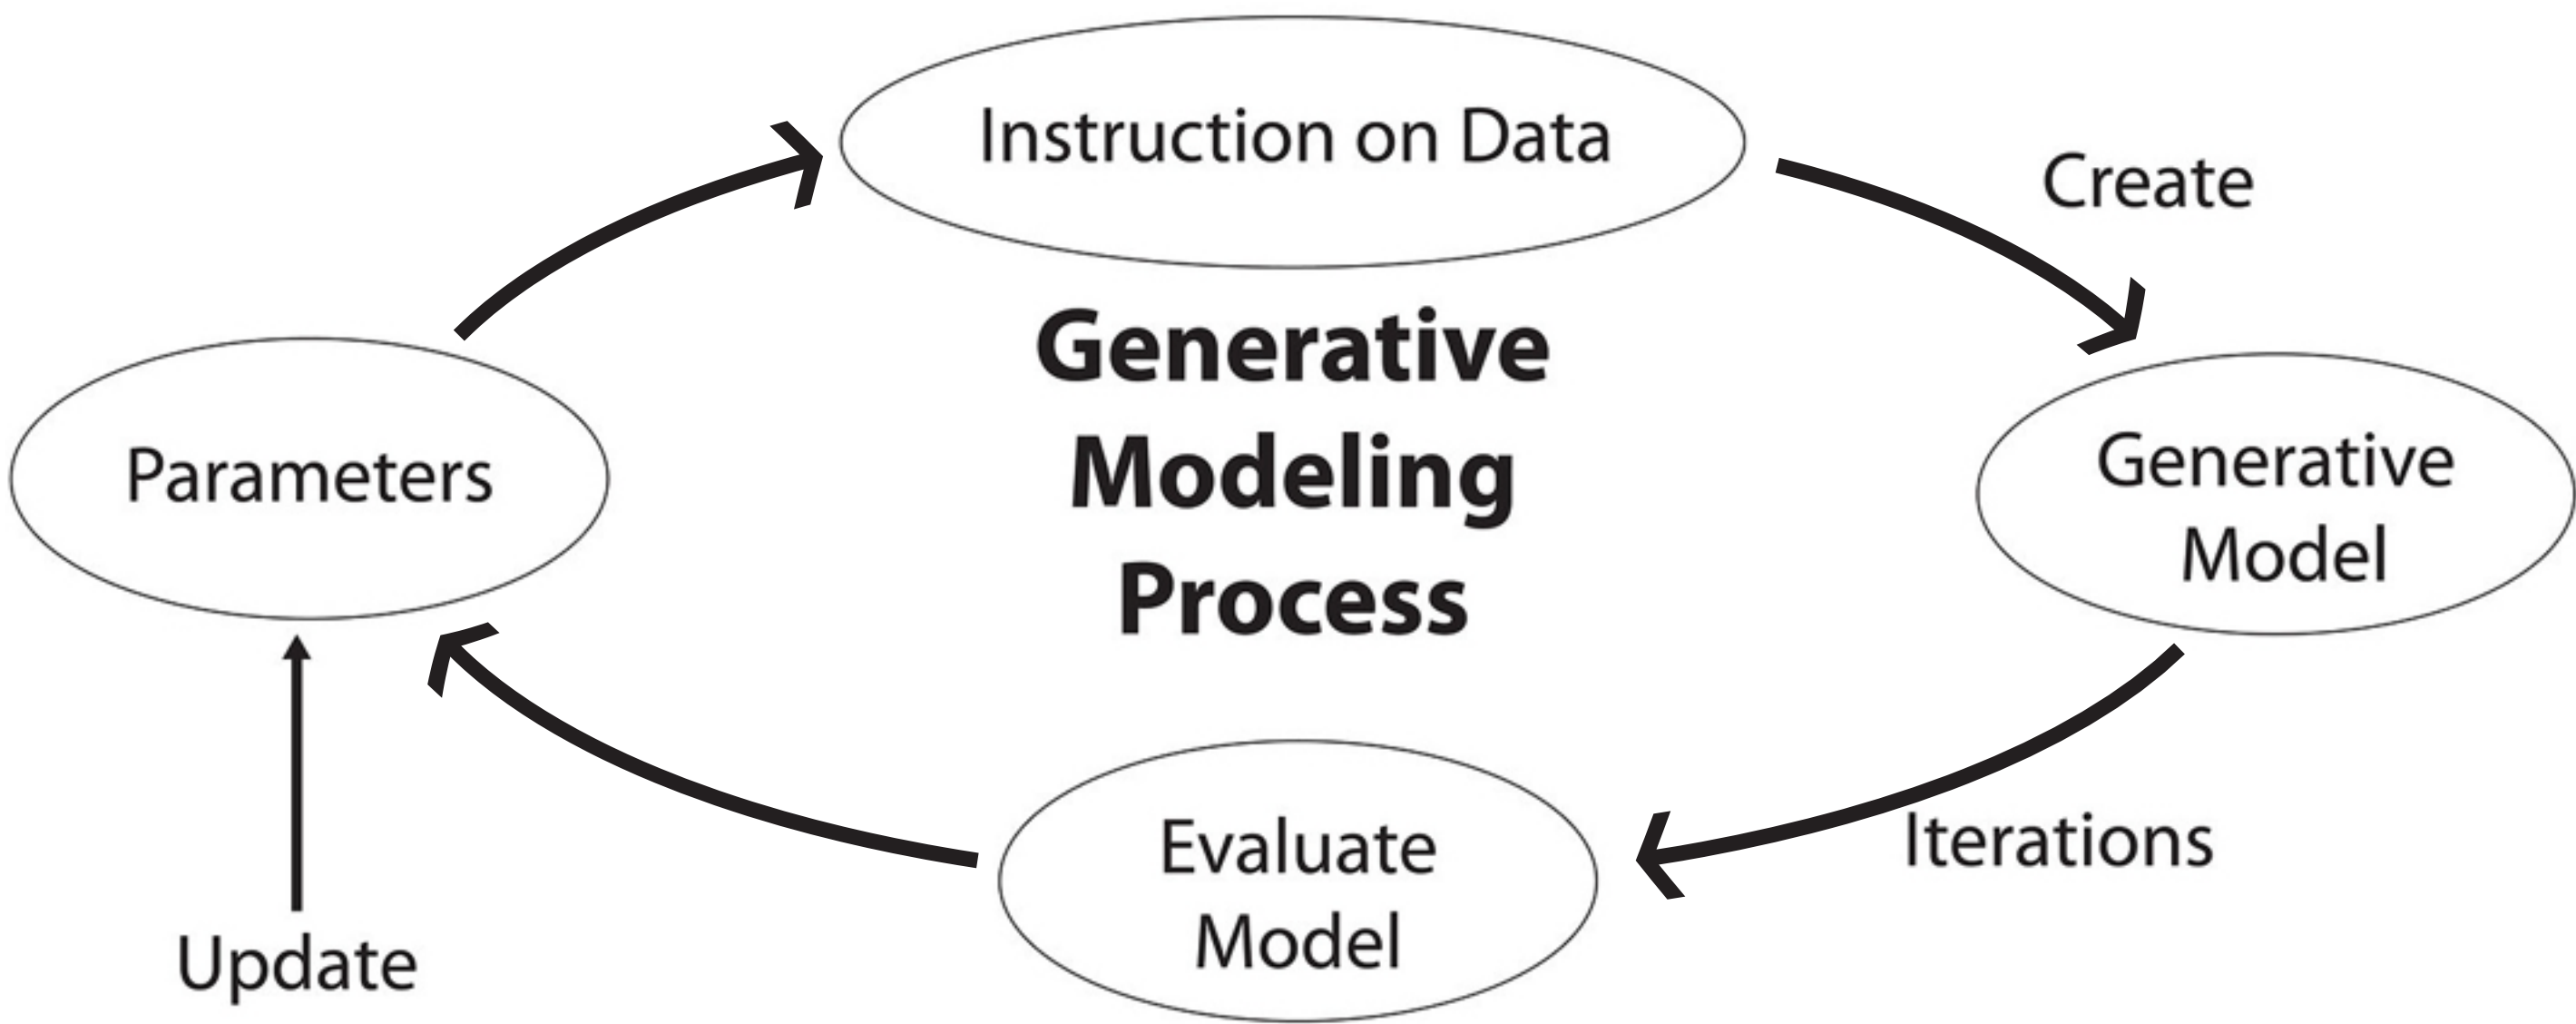 Instruction on Data
Create
Generative
Modeling
Process
Parameters
Generative
Model
Evaluate
Model
Iterations
Update